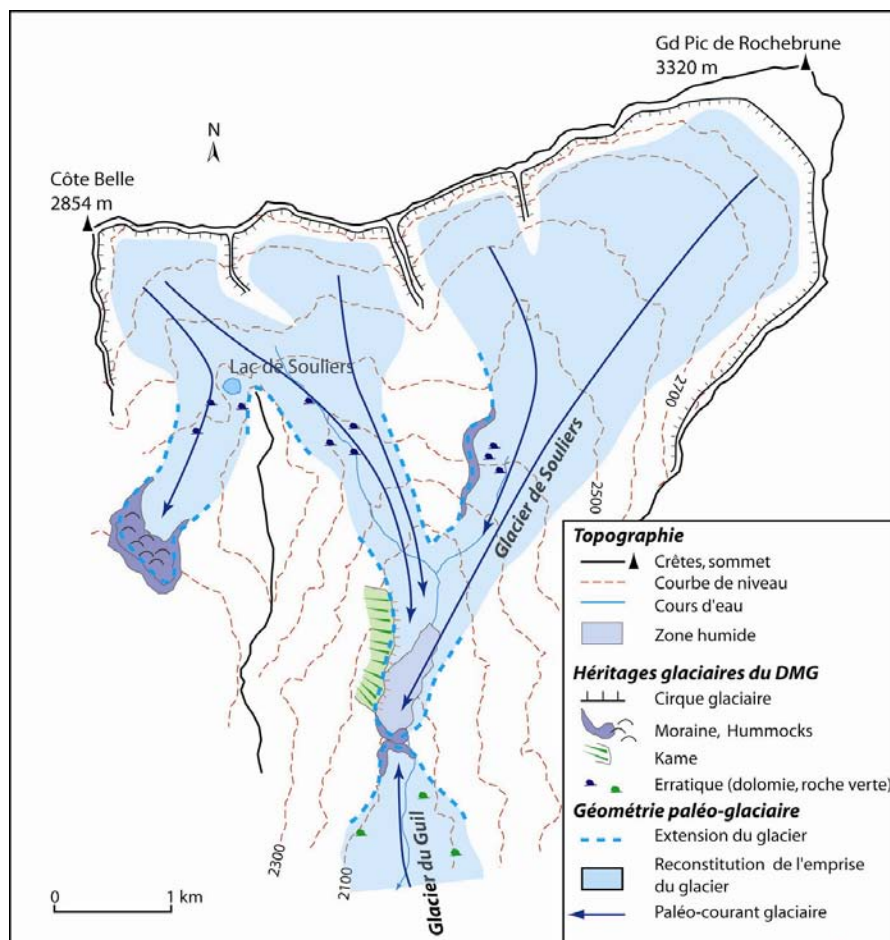 Gd Pic de Rochebrune
3320 m
N
Côte Belle
2854 m
Lac de Souliers
2700
Glacier de Souliers
2500
Glacier du Guil
2300
2100
0 1 km
Topographie
Crêtes, sommet
Courbe de niveau
Cours d'eau
Zone humide
Héritages glaciaires du DMG
Cirque glaciaire
Moraine, Hummocks
Kame
Erratique (dolomie, roche verte)
Géométrie paléo-glaciaire
Extension du glacier
Reconstitution de l'emprise
du glacier
Paléo-courant glaciaire